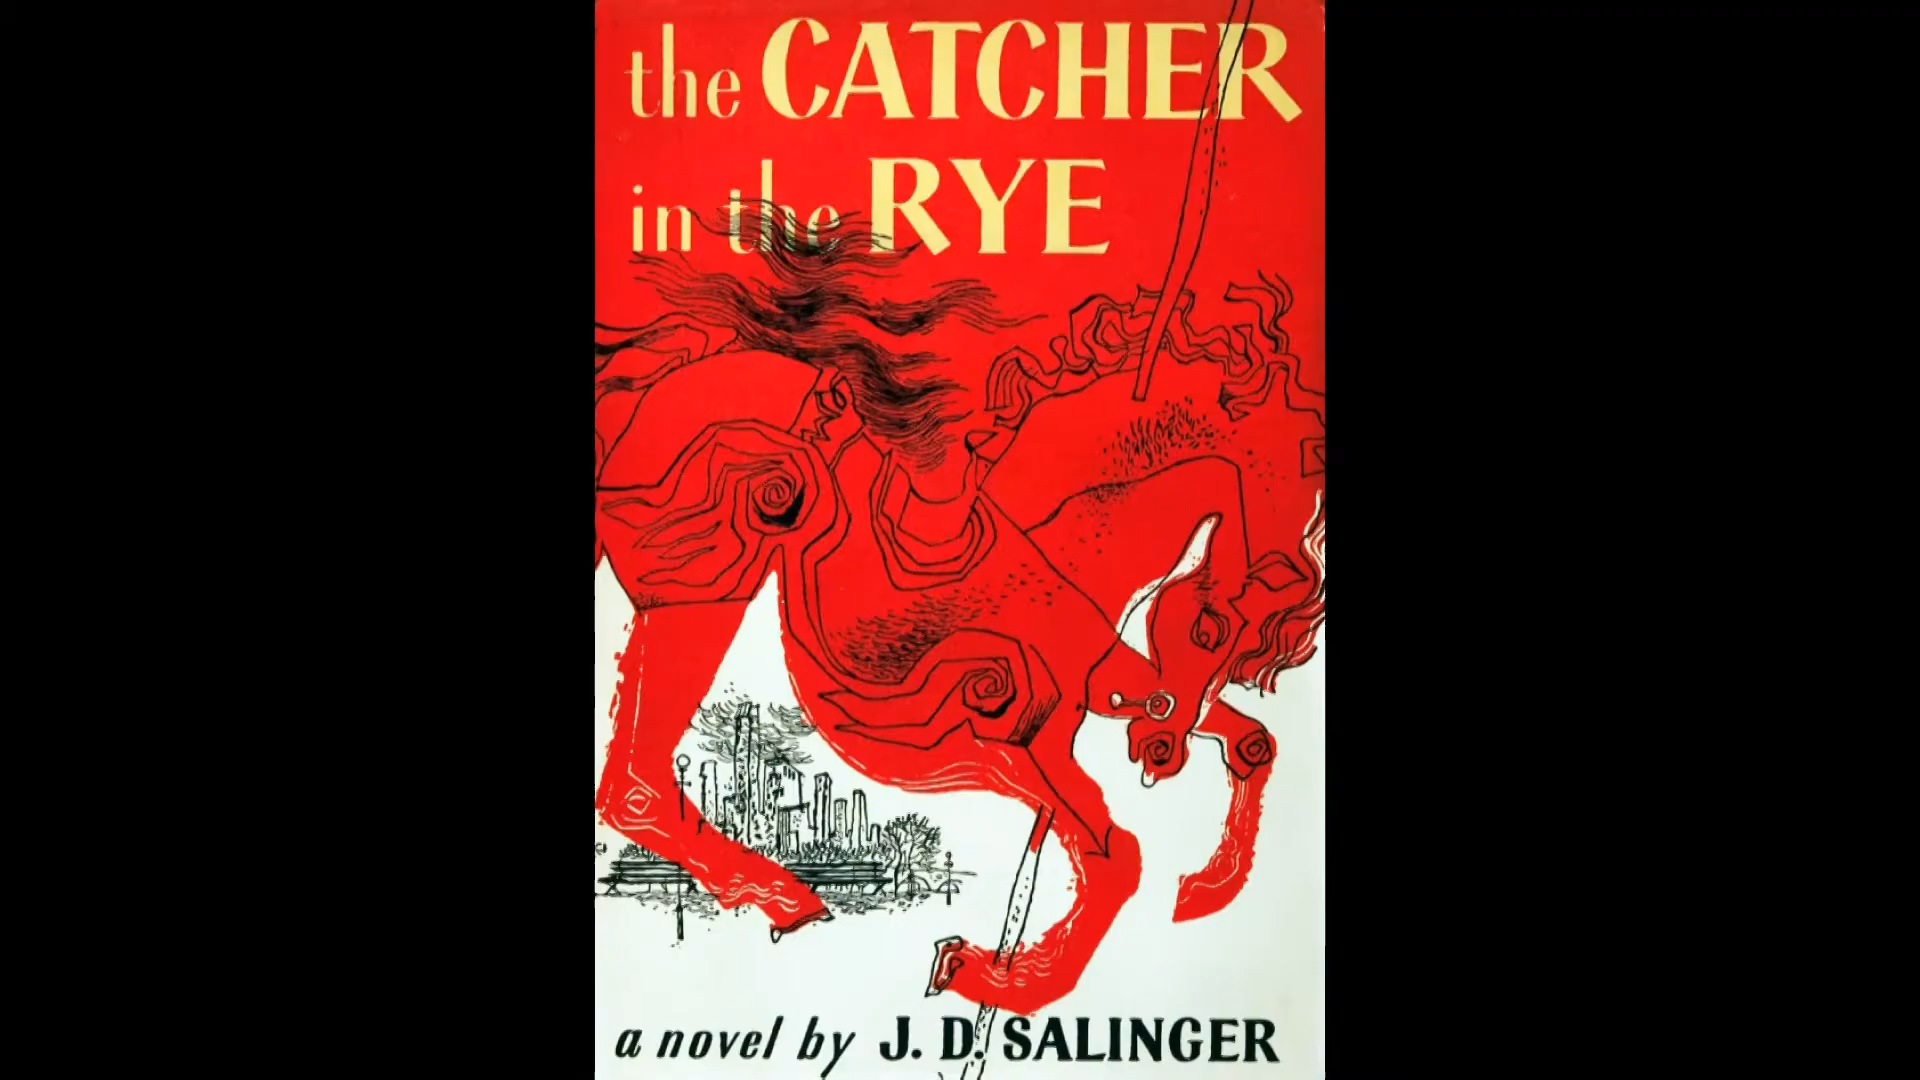 the CATCHER
in the RYE
a novel by J. D. SALINGER